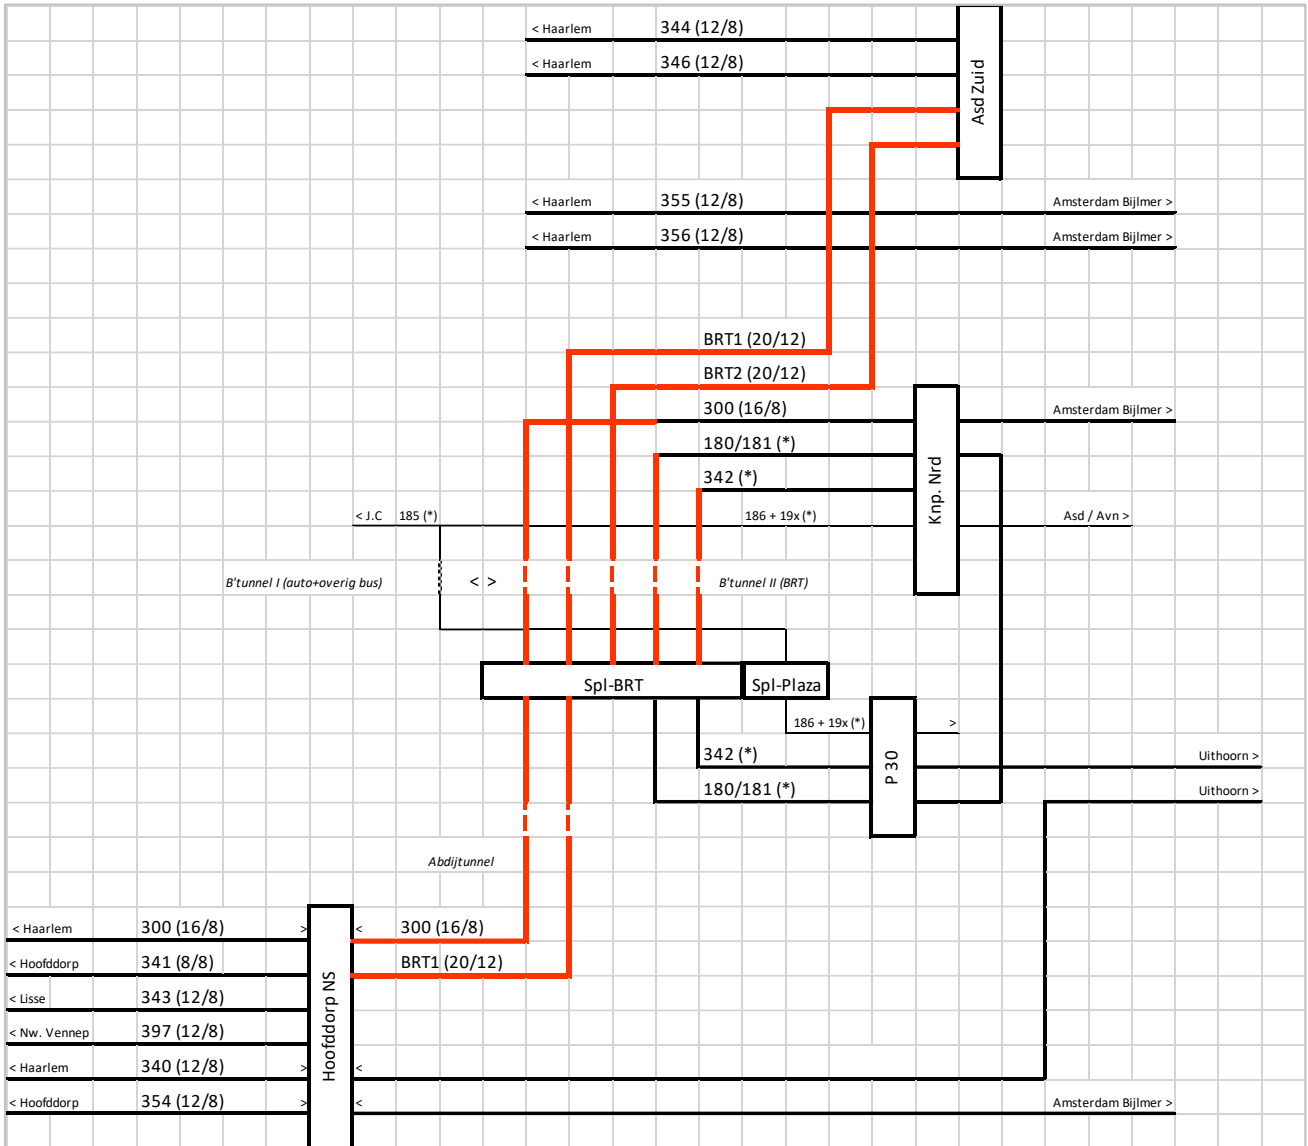 < Haarlem 344 (12/8)
< Haarlem 346 (12/8)
Asd Zuid
< Haarlem 355 (12/8) Amsterdam Bijlmer >
< Haarlem 356 (12/8) Amsterdam Bijlmer >
BRT1 (20/12)
BRT2 (20/12)
300 (16/8) Amsterdam Bijlmer >
180/181 (*)
342 (*)
Knp. Nrd
< J.C 185 (*) 186 + 19x (*) Asd / Avn >
B'tunnel I (auto+overig bus) < > B'tunnel II (BRT)
Spl-BRT Spl-Plaza
186 + 19x (*) >
342 (*) Uithoorn >
180/181 (*) Uithoorn >
P 30
Abdijtunnel
< Haarlem 300 (16/8) > < 300 (16/8)
< Hoofddorp 341 (8/8) BRT1 (20/12)
< Lisse 343 (12/8)
< Nw. Vennep 397 (12/8)
Hoofddorp NS
< Haarlem 340 (12/8) > <
< Hoofddorp 354 (12/8) > < Amsterdam Bijlmer >